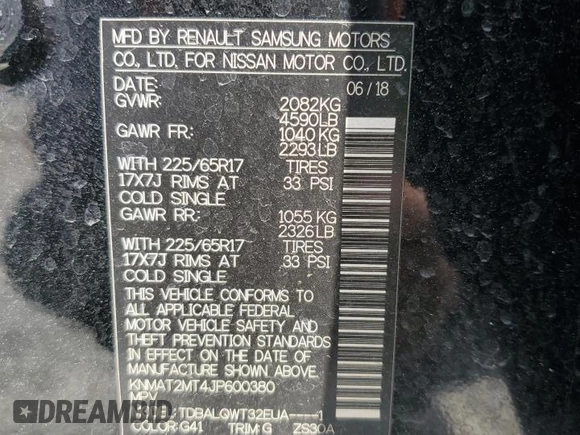 MFD BY RENAULT SAMSUNG MOTORS
CO., LTD. FOR NISSAN MOTOR CO., LTD.
DATE: 06/18
GVWR: 2082KG
4590LB
GAWR FR: 1040 KG
2293 LB
WITH 225/65R17 TIRES
17X7J RIMS AT 33 PSI
COLD SINGLE
GAWR RR: 1055 KG
2326LB
WITH 225/65R17 TIRES
17X7J RIMS AT 33 PSI
COLD SINGLE
THIS VEHICLE CONFORMS TO
ALL APPLICABLE FEDERAL
MOTOR VEHICLE SAFETY AND
THEFT PREVENTION STANDARDS
IN EFFECT ON THE DATE OF
MANUFACTURE SHOWN ABOVE.
KNMAT2MT4JP600380
MPV
TDBALQWT32EUA----1
COLOR: G41 TRIM: G ZS30A
AUTOHELPERBOT.COM